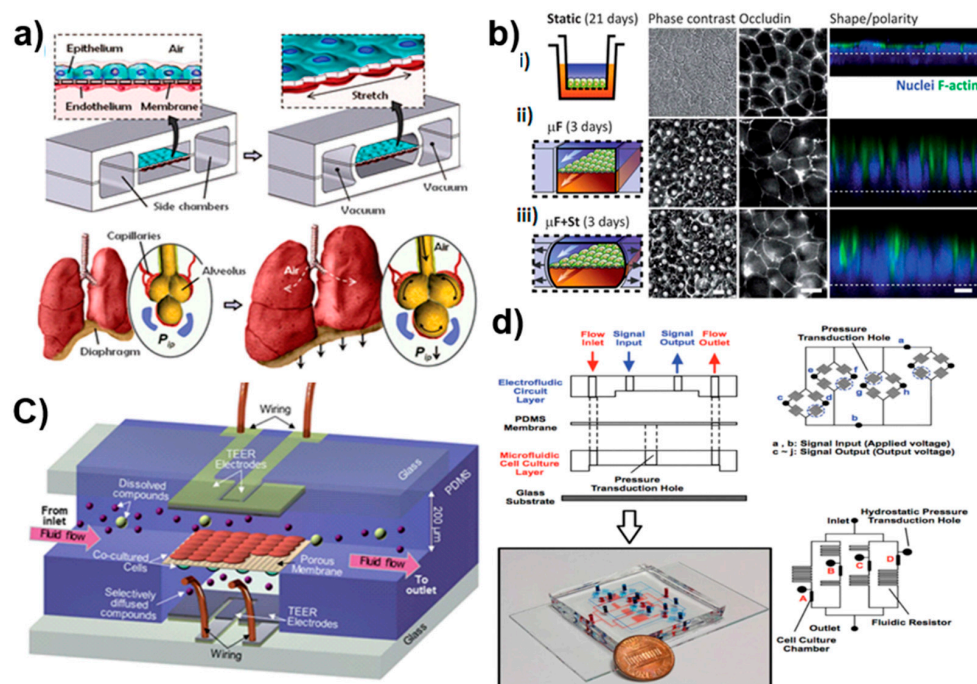 a)
Epithelium
Air
Endothelium
Membrane
Stretch
Side chambers
Vacuum
Vacuum
Capillaries
Air
Alveolus
Air
Diaphragm
Pip
Pip↓
b)
Static (21 days)
Phase contrast
Occludin
Shape/polarity
i)
Nuclei F-actin
ii)
µF (3 days)
iii)
µF+St (3 days)
C)
Wiring
TEER
Electrodes
Glass
PDMS
Dissolved
compounds
200 µm
From
inlet
Fluid flow
Co-cultured
Cells
Porous
Membrane
Fluid flow
To
outlet
Selectively
diffused
compounds
TEER
Electrodes
Wiring
Glass
d)
Flow
Inlet
Signal
Input
Signal
Output
Flow
Outlet
Electrofludic
Circuit
Layer
PDMS
Membrane
Microfluidic
Cell Culture
Layer
Pressure
Transduction Hole
Glass
Substrate
Pressure
Transduction Hole
a
e
f
c
d
g
h
b
a , b: Signal Input (Applied voltage)
c ~ j: Signal Output (Output voltage)
Hydrostatic Pressure
Transduction Hole
Inlet
A
B
C
D
Outlet
Fluidic Resistor
Cell Culture
Chamber